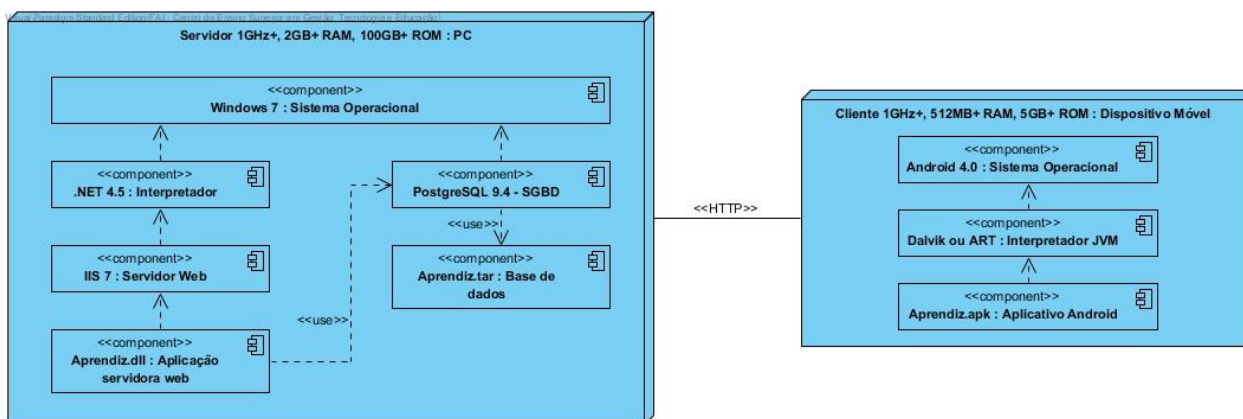 Visual Paradigm Standard Edition(FAI - Centro de Ensino Superior em Gestão, Tecnologia e Educação)
Servidor 1GHz+, 2GB+ RAM, 100GB+ ROM : PC
<<component>>
Windows 7 : Sistema Operacional
<<component>>
.NET 4.5 : Interpretador
<<component>>
PostgreSQL 9.4 - SGBD
<<use>>
<<component>>
IIS 7 : Servidor Web
<<component>>
Aprendiz.tar : Base de
dados
<<use>>
<<component>>
Aprendiz.dll : Aplicação
servidora web
<<HTTP>>
Cliente 1GHz+, 512MB+ RAM, 5GB+ ROM : Dispositivo Móvel
<<component>>
Android 4.0 : Sistema Operacional
<<component>>
Dalvik ou ART : Interpretador JVM
<<component>>
Aprendiz.apk : Aplicativo Android